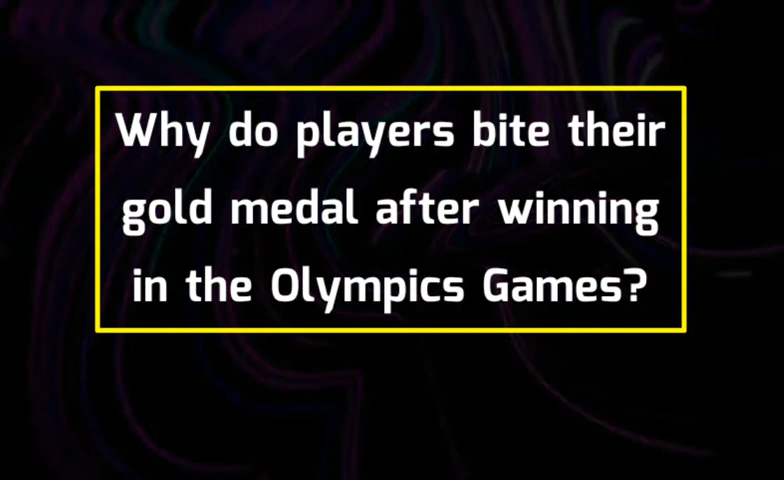 Why do players bite their
gold medal after winning
in the Olympics Games?